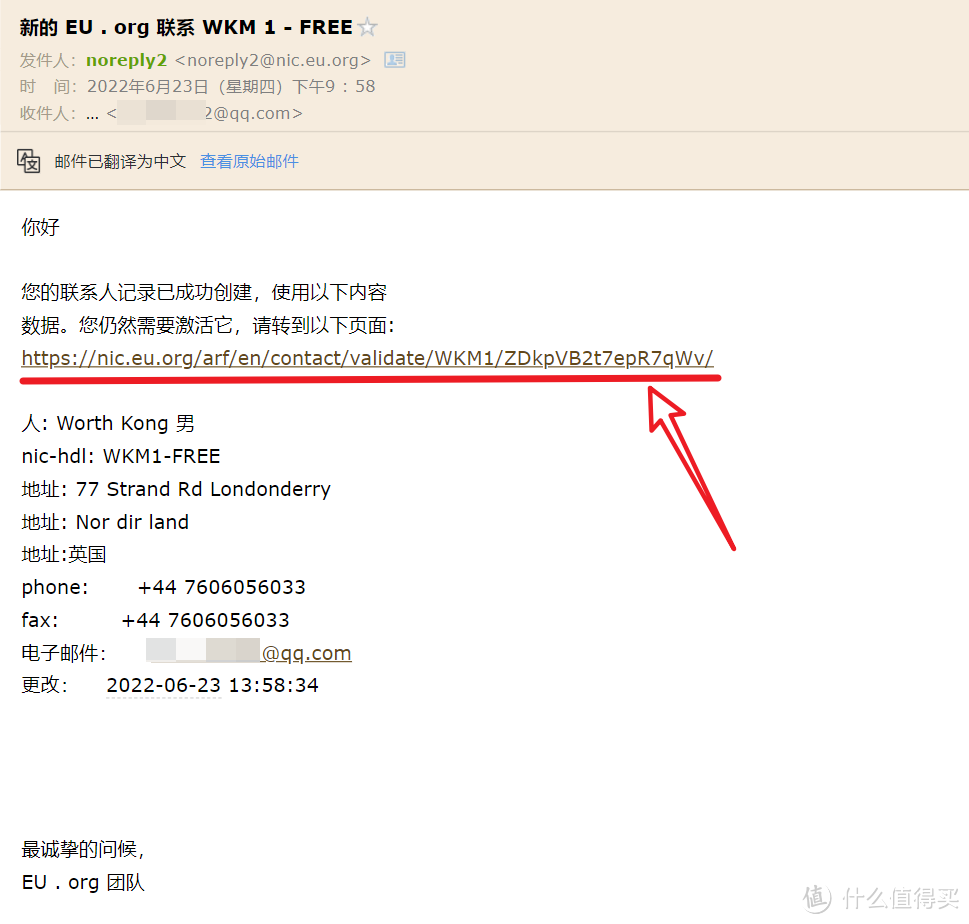 新的 EU . org 联系 WKM 1 - FREE
发件人：noreply2 <noreply2@nic.eu.org>
时 间：2022年6月23日（星期四）下午9：58
收件人：... < 2@qq.com>
邮件已翻译为中文 查看原始邮件
你好
您的联系人记录已成功创建，使用以下内容
数据。您仍然需要激活它，请转到以下页面：
https://nic.eu.org/arf/en/contact/validate/WKM1/ZDkpVB2t7epR7qWv/
人: Worth Kong 男
nic-hdl: WKM1-FREE
地址: 77 Strand Rd Londonderry
地址: Nor dir land
地址:英国
phone: +44 7606056033
fax: +44 7606056033
电子邮件: @qq.com
更改: 2022-06-23 13:58:34
最诚挚的问候，
EU . org 团队
值 什么值得买